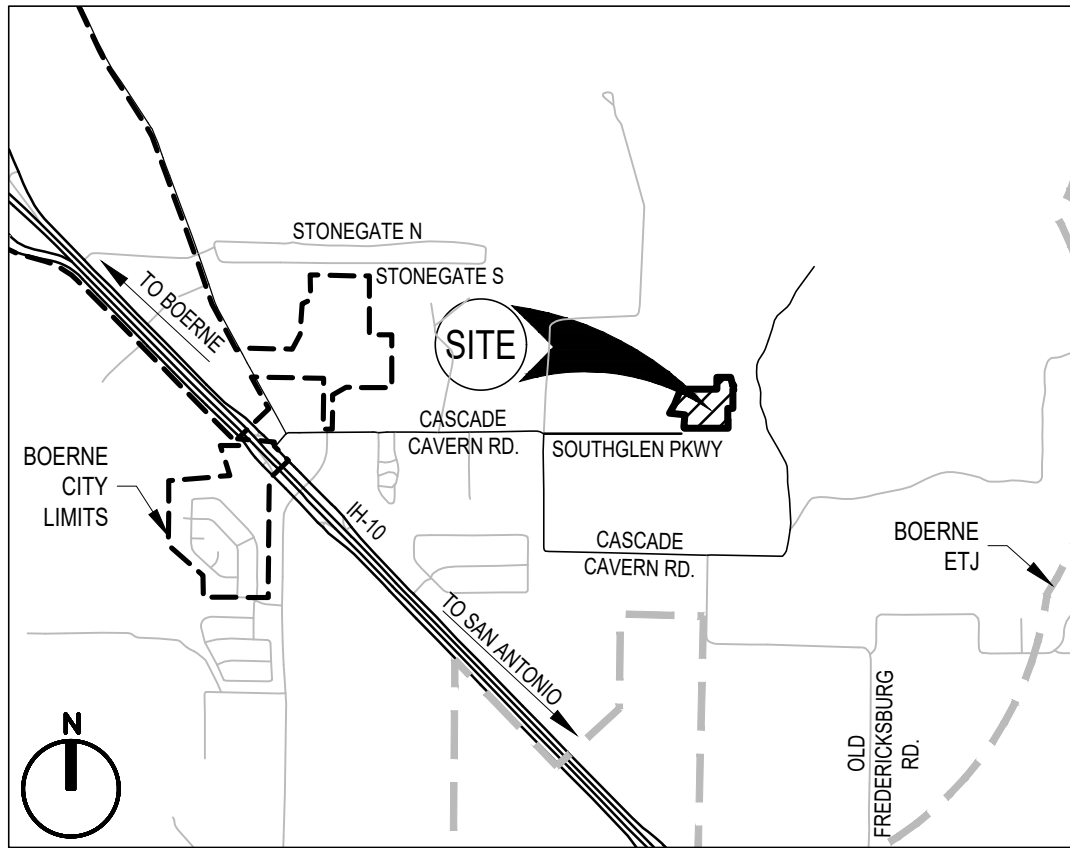 STONEGATE N
STONEGATE S
TO BOERNE
SITE
CASCADE
CAVERN RD.
SOUTHGLEN PKWY
BOERNE
CITY
LIMITS
IH-10
CASCADE
CAVERN RD.
BOERNE
ETJ
TO SAN ANTONIO
OLD
FREDERICKSBURG
RD.
N